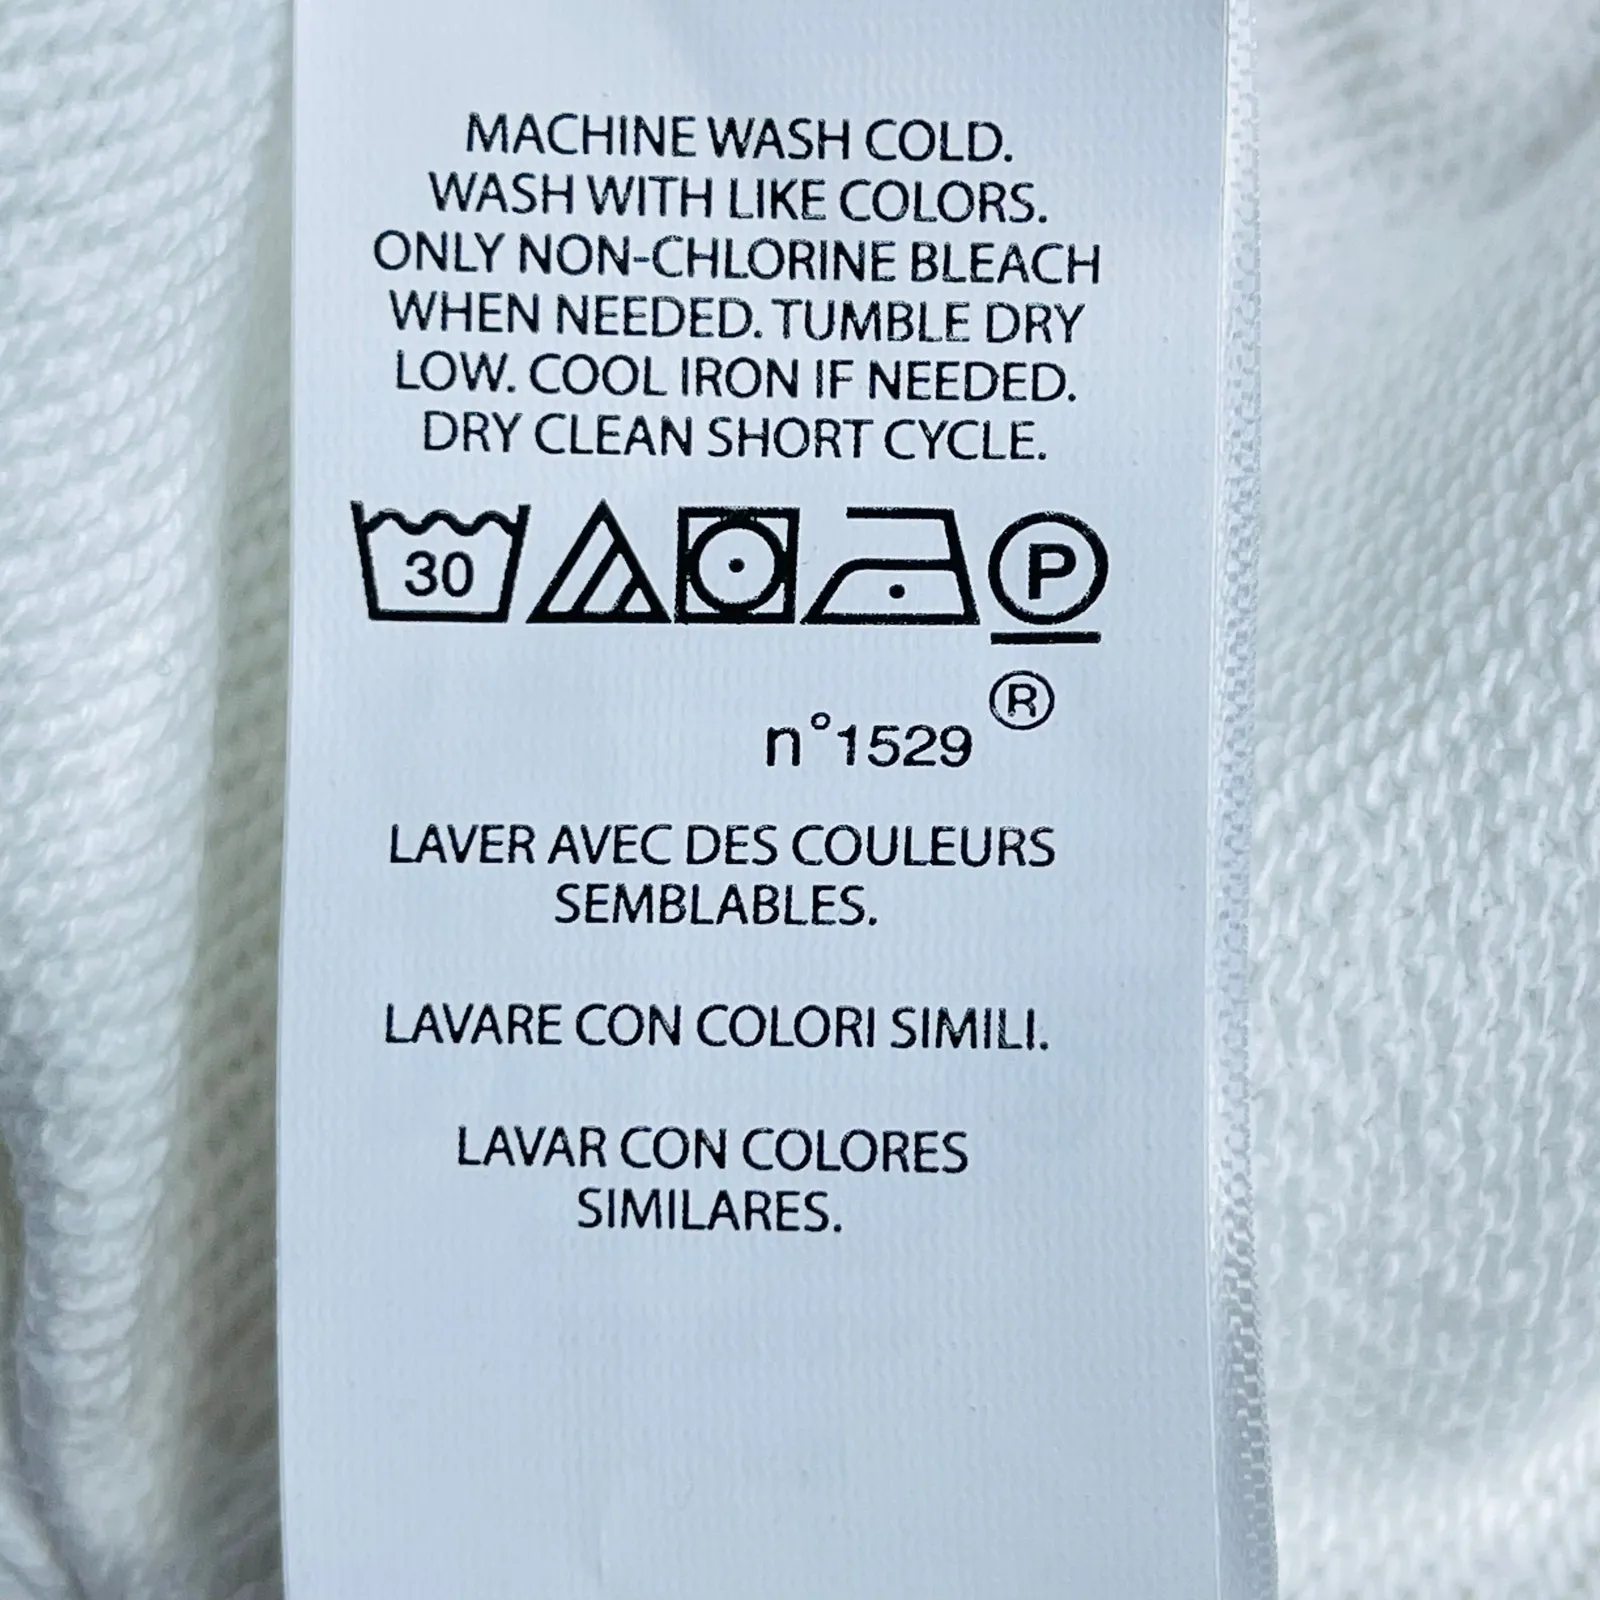 MACHINE WASH COLD.
WASH WITH LIKE COLORS.
ONLY NON-CHLORINE BLEACH
WHEN NEEDED. TUMBLE DRY
LOW. COOL IRON IF NEEDED.
DRY CLEAN SHORT CYCLE.
30 P
®
n°1529
LAVER AVEC DES COULEURS
SEMBLABLES.
LAVARE CON COLORI SIMILI.
LAVAR CON COLORES
SIMILARES.